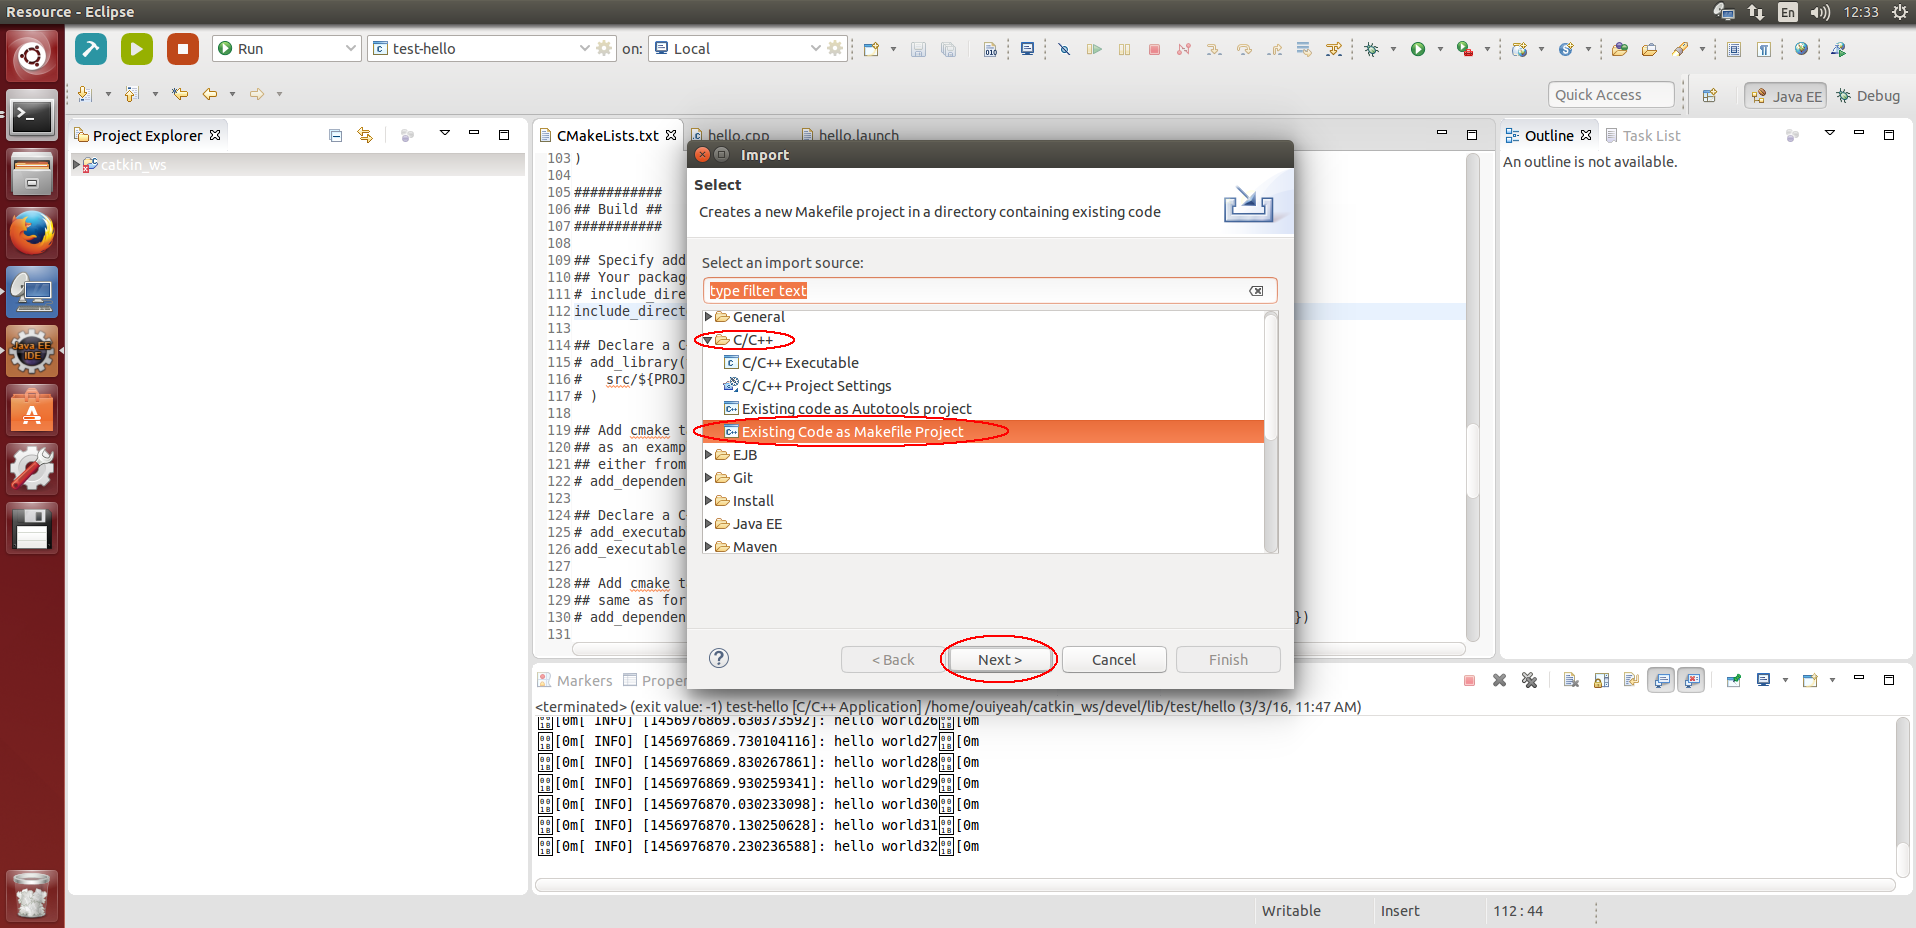 Resource - Eclipse
En
12:33
Run
test-hello
on:
Local
Quick Access
Java EE
Debug
Project Explorer
catkin_ws
CMakeLists.txt
hello.cpp
hello.launch
103 )
104
105 ###########
106 ## Build ##
107 ###########
108
109 ## Specify add
110 ## Your packag
111 # include_dire
112 include_direct
113
114 ## Declare a C
115 # add_library(
116 #   src/${PROJ
117 # )
118
119 ## Add cmake t
120 ## as an examp
121 ## either from
122 # add_dependen
123
124 ## Declare a C
125 # add_executab
126 add_executable
127
128 ## Add cmake t
129 ## same as for
130 # add_dependen
})
131
Import
Select
Creates a new Makefile project in a directory containing existing code
Select an import source:
type filter text
General
C/C++
C/C++ Executable
C/C++ Project Settings
Existing code as Autotools project
Existing Code as Makefile Project
EJB
Git
Install
Java EE
Maven
< Back
Next >
Cancel
Finish
Outline
Task List
An outline is not available.
Java EE
IDE
Markers
Proper
<terminated> (exit value: -1) test-hello [C/C++ Application] /home/ouiyeah/catkin_ws/devel/lib/test/hello (3/3/16, 11:47 AM)
[0m[ INFO] [1456976869.630373592]: hello world26[0m
[0m[ INFO] [1456976869.730104116]: hello world27[0m
[0m[ INFO] [1456976869.830267861]: hello world28[0m
[0m[ INFO] [1456976869.930259341]: hello world29[0m
[0m[ INFO] [1456976870.030233098]: hello world30[0m
[0m[ INFO] [1456976870.130250628]: hello world31[0m
[0m[ INFO] [1456976870.230236588]: hello world32[0m
Writable
Insert
112 : 44